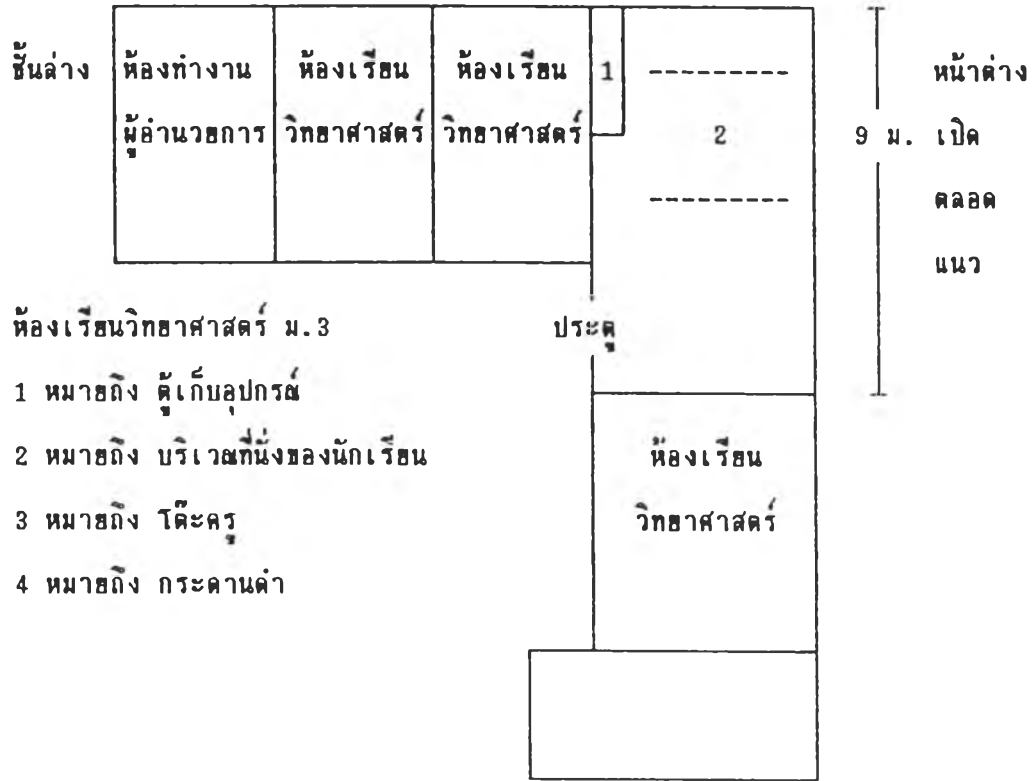 ชั้นล่าง
ห้องทำงาน
ผู้อำนวยการ
ห้องเรียน
วิทยาศาสตร์
ห้องเรียน
วิทยาศาสตร์
1
2
9 ม.
หน้าต่าง
เปิด
ตลอด
แนว
ห้องเรียนวิทยาศาสตร์ ม.3
ประตู
1 หมายถึง ตู้เก็บอุปกรณ์
2 หมายถึง บริเวณที่นั่งของนักเรียน
3 หมายถึง โต๊ะครู
4 หมายถึง กระดานดำ
ห้องเรียน
วิทยาศาสตร์